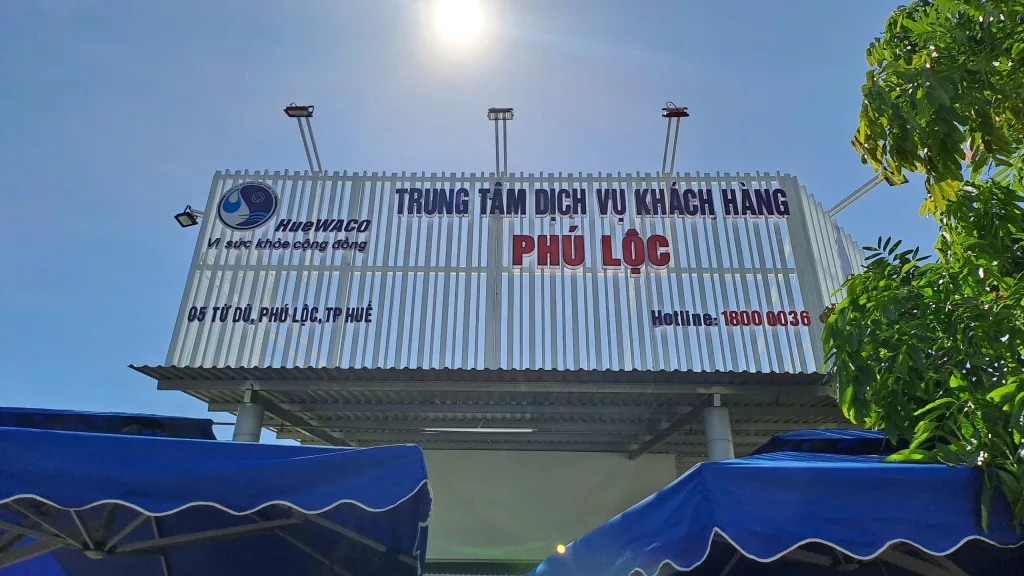 HueWACO
Vì sức khỏe cộng đồng
TRUNG TÂM DỊCH VỤ KHÁCH HÀNG
PHÚ LỘC
05 TỪ DŨ, PHÚ LỘC, TP HUẾ
Hotline: 1800 0036